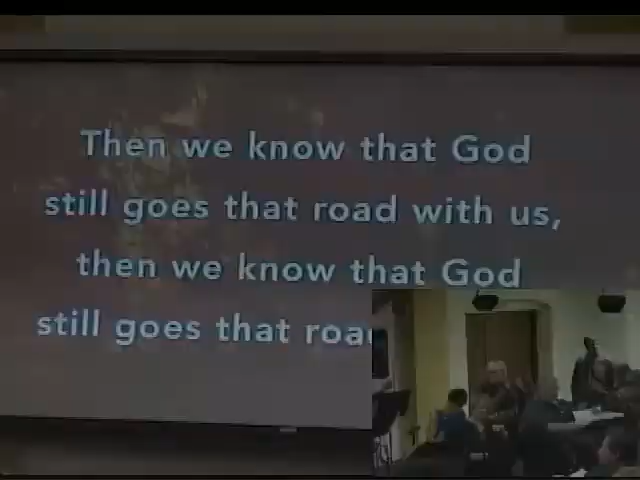 Then we know that God
still goes that road with us,
then we know that God
still goes that roa